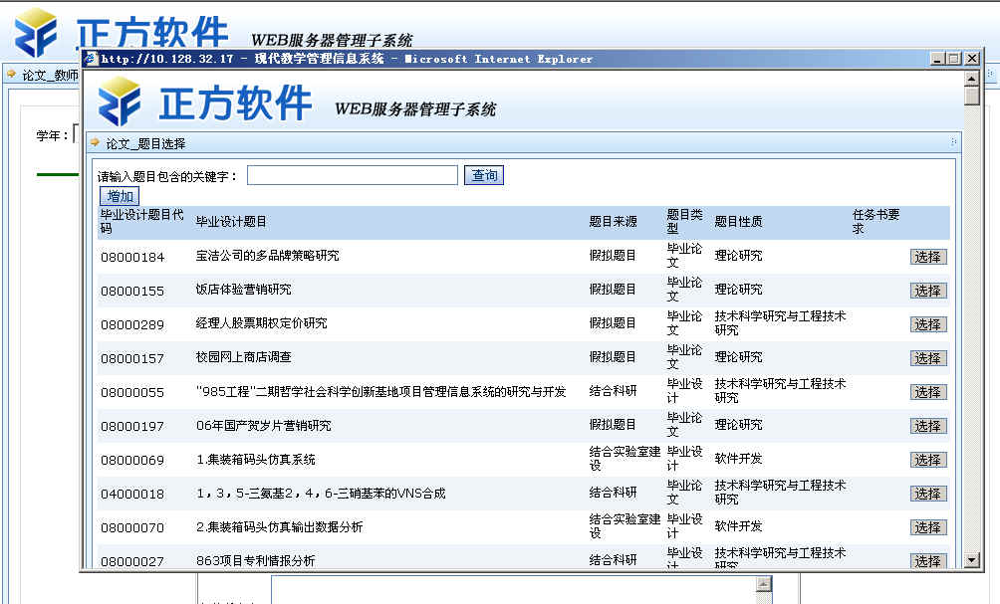 正方软件 WEB服务器管理子系统
http://10.128.32.17 - 现代教学管理信息系统 - Microsoft Internet Explorer
论文_教师
学年：
正方软件 WEB服务器管理子系统
论文_题目选择
请输入题目包含的关键字： 查询
增加
毕业设计题目代码 毕业设计题目 题目来源 题目类型 题目性质 任务书要求
08000184 宝洁公司的多品牌策略研究 假拟题目 毕业论文 理论研究 选择
08000155 饭店体验营销研究 假拟题目 毕业论文 理论研究 选择
08000289 经理人股票期权定价研究 假拟题目 毕业论文 技术科学研究与工程技术研究 选择
08000157 校园网上商店调查 假拟题目 毕业论文 理论研究 选择
08000055 "985工程"二期哲学社会科学创新基地项目管理信息系统的研究与开发 结合科研 毕业设计 技术科学研究与工程技术研究 选择
08000197 06年国产贺岁片营销研究 假拟题目 毕业论文 理论研究 选择
08000069 1.集装箱码头仿真系统 结合实验室建设 毕业设计 软件开发 选择
04000018 1，3，5-三氨基2，4，6-三硝基苯的VNS合成 结合科研 毕业论文 技术科学研究与工程技术研究 选择
08000070 2.集装箱码头仿真输出数据分析 结合实验室建设 毕业设计 软件开发 选择
08000027 863项目专利情报分析 结合科研 毕业设计 技术科学研究与工程技术研究 选择